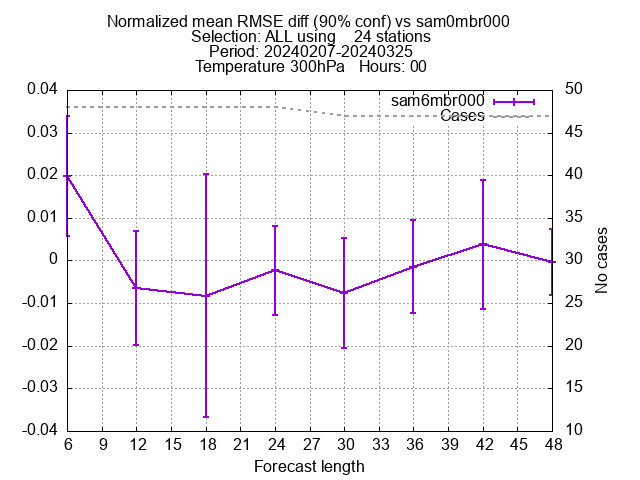 Normalized mean RMSE diff (90% conf) vs sam0mbr000
Selection: ALL using    24 stations
Period: 20240207-20240325
Temperature 300hPa   Hours: 00
0.04
0.03
0.02
0.01
0
-0.01
-0.02
-0.03
-0.04
sam6mbr000
Cases
50
45
40
35
30
25
20
15
10
No cases
6 9 12 15 18 21 24 27 30 33 36 39 42 45 48
Forecast length